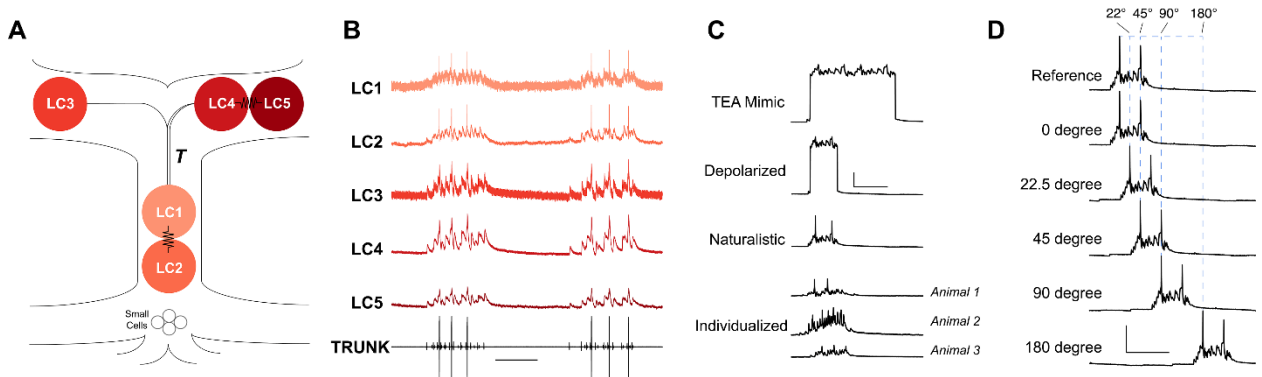 A
LC3
LC4
LC5
T
LC1
LC2
Small
Cells
B
LC1
LC2
LC3
LC4
LC5
TRUNK
C
TEA Mimic
Depolarized
Naturalistic
Individualized
Animal 1
Animal 2
Animal 3
D
22° 45° 90° 180°
Reference
0 degree
22.5 degree
45 degree
90 degree
180 degree